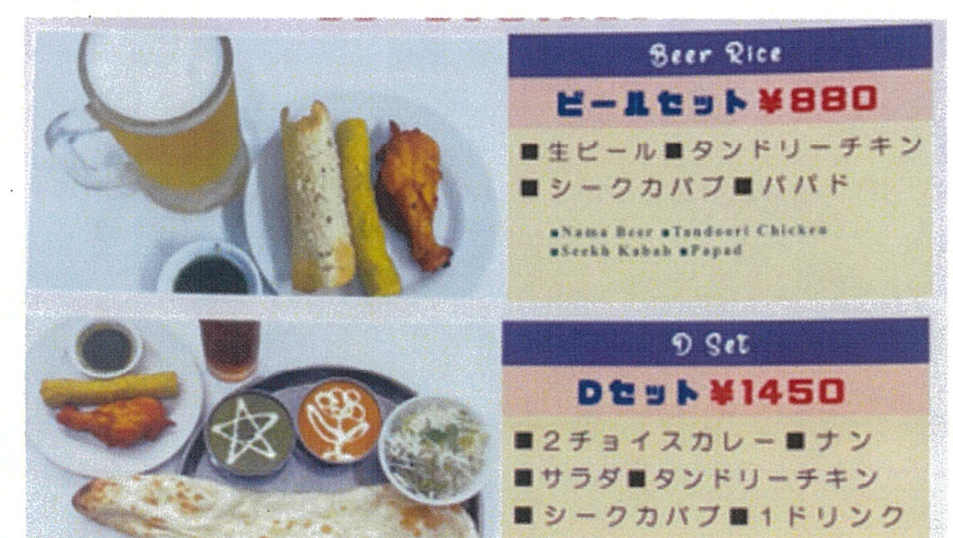 Beer Rice
ビールセット ¥880
■生ビール■タンドリーチキン
■シークカバブ■パパド
■Nama Beer ■Tandoori Chicken
■Seekh Kabab ■Papad
D Set
Dセット ¥1450
■2チョイスカレー■ナン
■サラダ■タンドリーチキン
■シークカバブ■1ドリンク